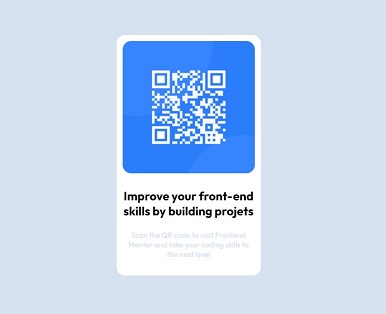 Improve your front-end
skills by building projets
Scan the QR code to visit Frontend
Mentor and take your coding skills to
the next level